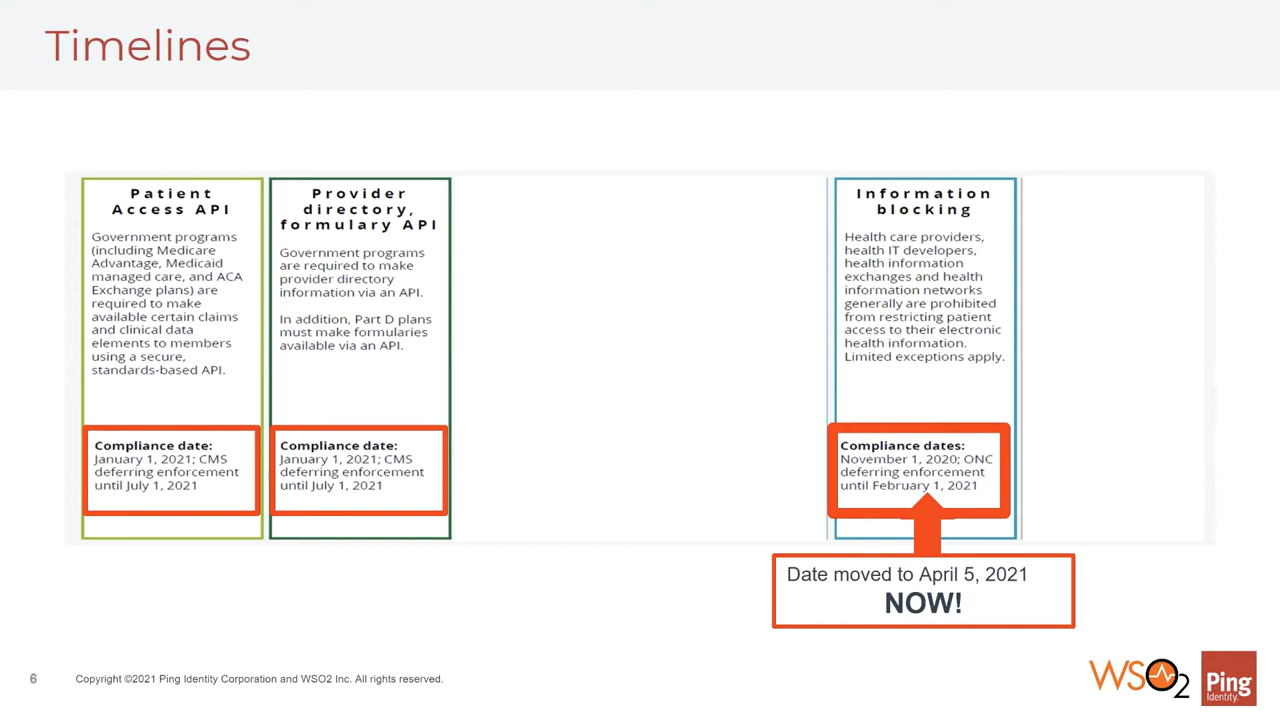 Timelines
Patient
Access API
Government programs
(including Medicare
Advantage, Medicaid
managed care, and ACA
Exchange plans) are
required to make
available certain claims
and clinical data
elements to members
using a secure,
standards-based API.
Compliance date:
January 1, 2021; CMS
deferring enforcement
until July 1, 2021
Provider
directory,
formulary API
Government programs
are required to make
provider directory
information via an API.
In addition, Part D plans
must make formularies
available via an API.
Compliance date:
January 1, 2021; CMS
deferring enforcement
until July 1, 2021
Information
blocking
Health care providers,
health IT developers,
health information
exchanges and health
information networks
generally are prohibited
from restricting patient
access to their electronic
health information.
Limited exceptions apply.
Compliance dates:
November 1, 2020; ONC
deferring enforcement
until February 1, 2021
Date moved to April 5, 2021
NOW!
6
Copyright ©2021 Ping Identity Corporation and WSO2 Inc. All rights reserved.
WSO2
Ping
Identity.